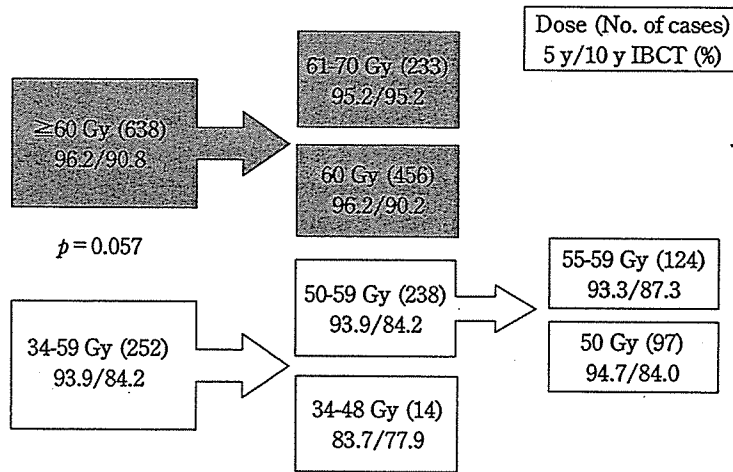 Dose (No. of cases)
5 y/10 y IBCT (%)
61-70 Gy (233)
95.2/95.2
≧60 Gy (638)
96.2/90.8
60 Gy (456)
96.2/90.2
p = 0.057
55-59 Gy (124)
93.3/87.3
50-59 Gy (238)
93.9/84.2
34-59 Gy (252)
93.9/84.2
50 Gy (97)
94.7/84.0
34-48 Gy (14)
83.7/77.9